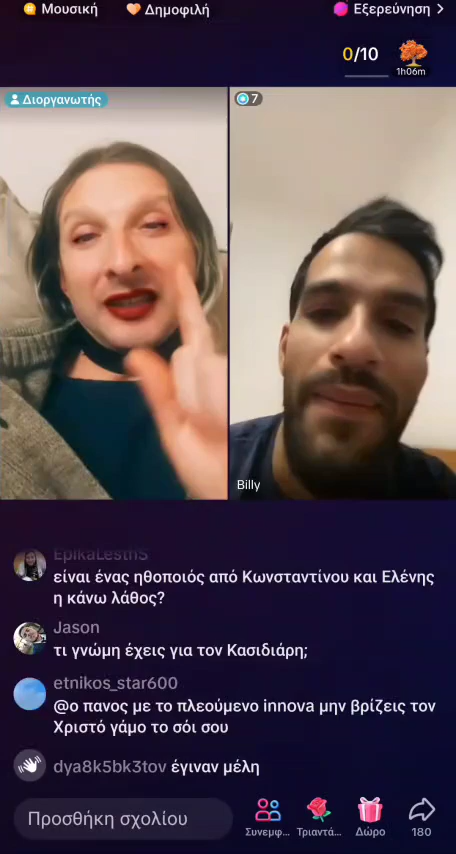 Μουσική
Δημοφιλή
Εξερεύνηση
0/10
1h06m
Διοργανωτής
7
Billy
EpikaLestriS
είναι ένας ηθοποιός από Κωνσταντίνου και Ελένης
η κάνω λάθος?
Jason
τι γνώμη έχεις για τον Κασιδιάρη;
etnikos_star600
@ο πανος με το πλεούμενο innova μην βρίζεις τον
Χριστό γάμο το σόι σου
dya8k5bk3tov έγιναν μέλη
Προσθήκη σχολίου
Συνεμφ...
Τριαντά...
Δώρο
180